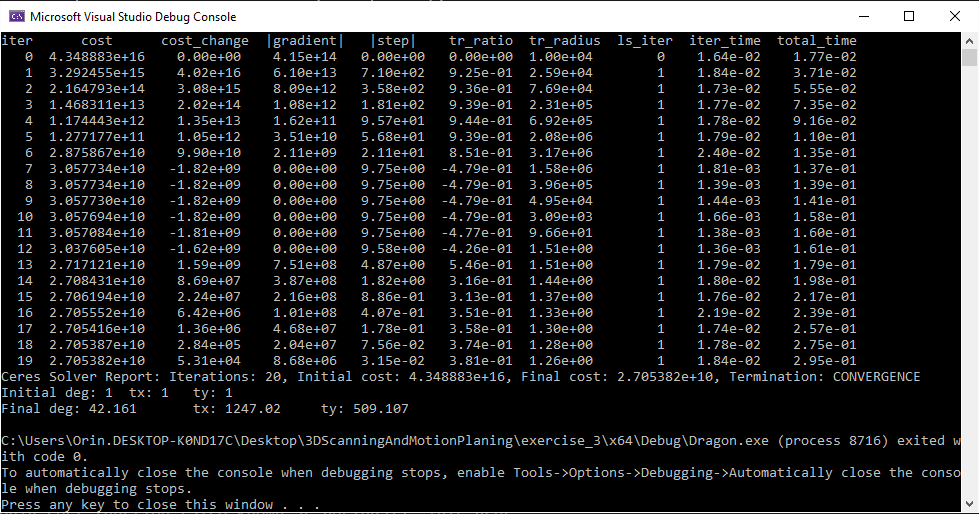 Microsoft Visual Studio Debug Console
iter cost cost_change |gradient| |step| tr_ratio tr_radius ls_iter iter_time total_time
0 4.348883e+16 0.00e+00 4.15e+14 0.00e+00 0.00e+00 1.00e+04 0 1.64e-02 1.77e-02
1 3.292455e+15 4.02e+16 6.10e+13 7.10e+02 9.25e-01 2.59e+04 1 1.84e-02 3.71e-02
2 2.164793e+14 3.08e+15 8.09e+12 3.58e+02 9.36e-01 7.69e+04 1 1.73e-02 5.55e-02
3 1.468311e+13 2.02e+14 1.08e+12 1.81e+02 9.39e-01 2.31e+05 1 1.77e-02 7.35e-02
4 1.174443e+12 1.35e+13 1.62e+11 9.57e+01 9.44e-01 6.92e+05 1 1.78e-02 9.16e-02
5 1.277177e+11 1.05e+12 3.51e+10 5.68e+01 9.39e-01 2.08e+06 1 1.79e-02 1.10e-01
6 2.875867e+10 9.90e+10 2.11e+09 2.11e+01 8.51e-01 3.17e+06 1 2.40e-02 1.35e-01
7 3.057734e+10 -1.82e+09 0.00e+00 9.75e+00 -4.79e-01 1.58e+06 1 1.81e-03 1.37e-01
8 3.057734e+10 -1.82e+09 0.00e+00 9.75e+00 -4.79e-01 3.96e+05 1 1.39e-03 1.39e-01
9 3.057730e+10 -1.82e+09 0.00e+00 9.75e+00 -4.79e-01 4.95e+04 1 1.44e-03 1.41e-01
10 3.057694e+10 -1.82e+09 0.00e+00 9.75e+00 -4.79e-01 3.09e+03 1 1.66e-03 1.58e-01
11 3.057084e+10 -1.81e+09 0.00e+00 9.75e+00 -4.77e-01 9.66e+01 1 1.38e-03 1.60e-01
12 3.037605e+10 -1.62e+09 0.00e+00 9.58e+00 -4.26e-01 1.51e+00 1 1.36e-03 1.61e-01
13 2.717121e+10 1.59e+09 7.51e+08 4.87e+00 5.46e-01 1.51e+00 1 1.79e-02 1.79e-01
14 2.708431e+10 8.69e+07 3.87e+08 1.82e+00 3.16e-01 1.44e+00 1 1.80e-02 1.98e-01
15 2.706194e+10 2.24e+07 2.16e+08 8.86e-01 3.13e-01 1.37e+00 1 1.76e-02 2.17e-01
16 2.705552e+10 6.42e+06 1.01e+08 4.07e-01 3.51e-01 1.33e+00 1 2.19e-02 2.39e-01
17 2.705416e+10 1.36e+06 4.68e+07 1.78e-01 3.58e-01 1.30e+00 1 1.74e-02 2.57e-01
18 2.705387e+10 2.84e+05 2.04e+07 7.56e-02 3.74e-01 1.28e+00 1 1.78e-02 2.75e-01
19 2.705382e+10 5.31e+04 8.68e+06 3.15e-02 3.81e-01 1.26e+00 1 1.84e-02 2.95e-01
Ceres Solver Report: Iterations: 20, Initial cost: 4.348883e+16, Final cost: 2.705382e+10, Termination: CONVERGENCE
Initial deg: 1 tx: 1 ty: 1
Final deg: 42.161 tx: 1247.02 ty: 509.107
C:\Users\Orin.DESKTOP-K0ND17C\Desktop\3DScanningAndMotionPlaning\exercise_3\x64\Debug\Dragon.exe (process 8716) exited w
ith code 0.
To automatically close the console when debugging stops, enable Tools->Options->Debugging->Automatically close the conso
le when debugging stops.
Press any key to close this window . . .